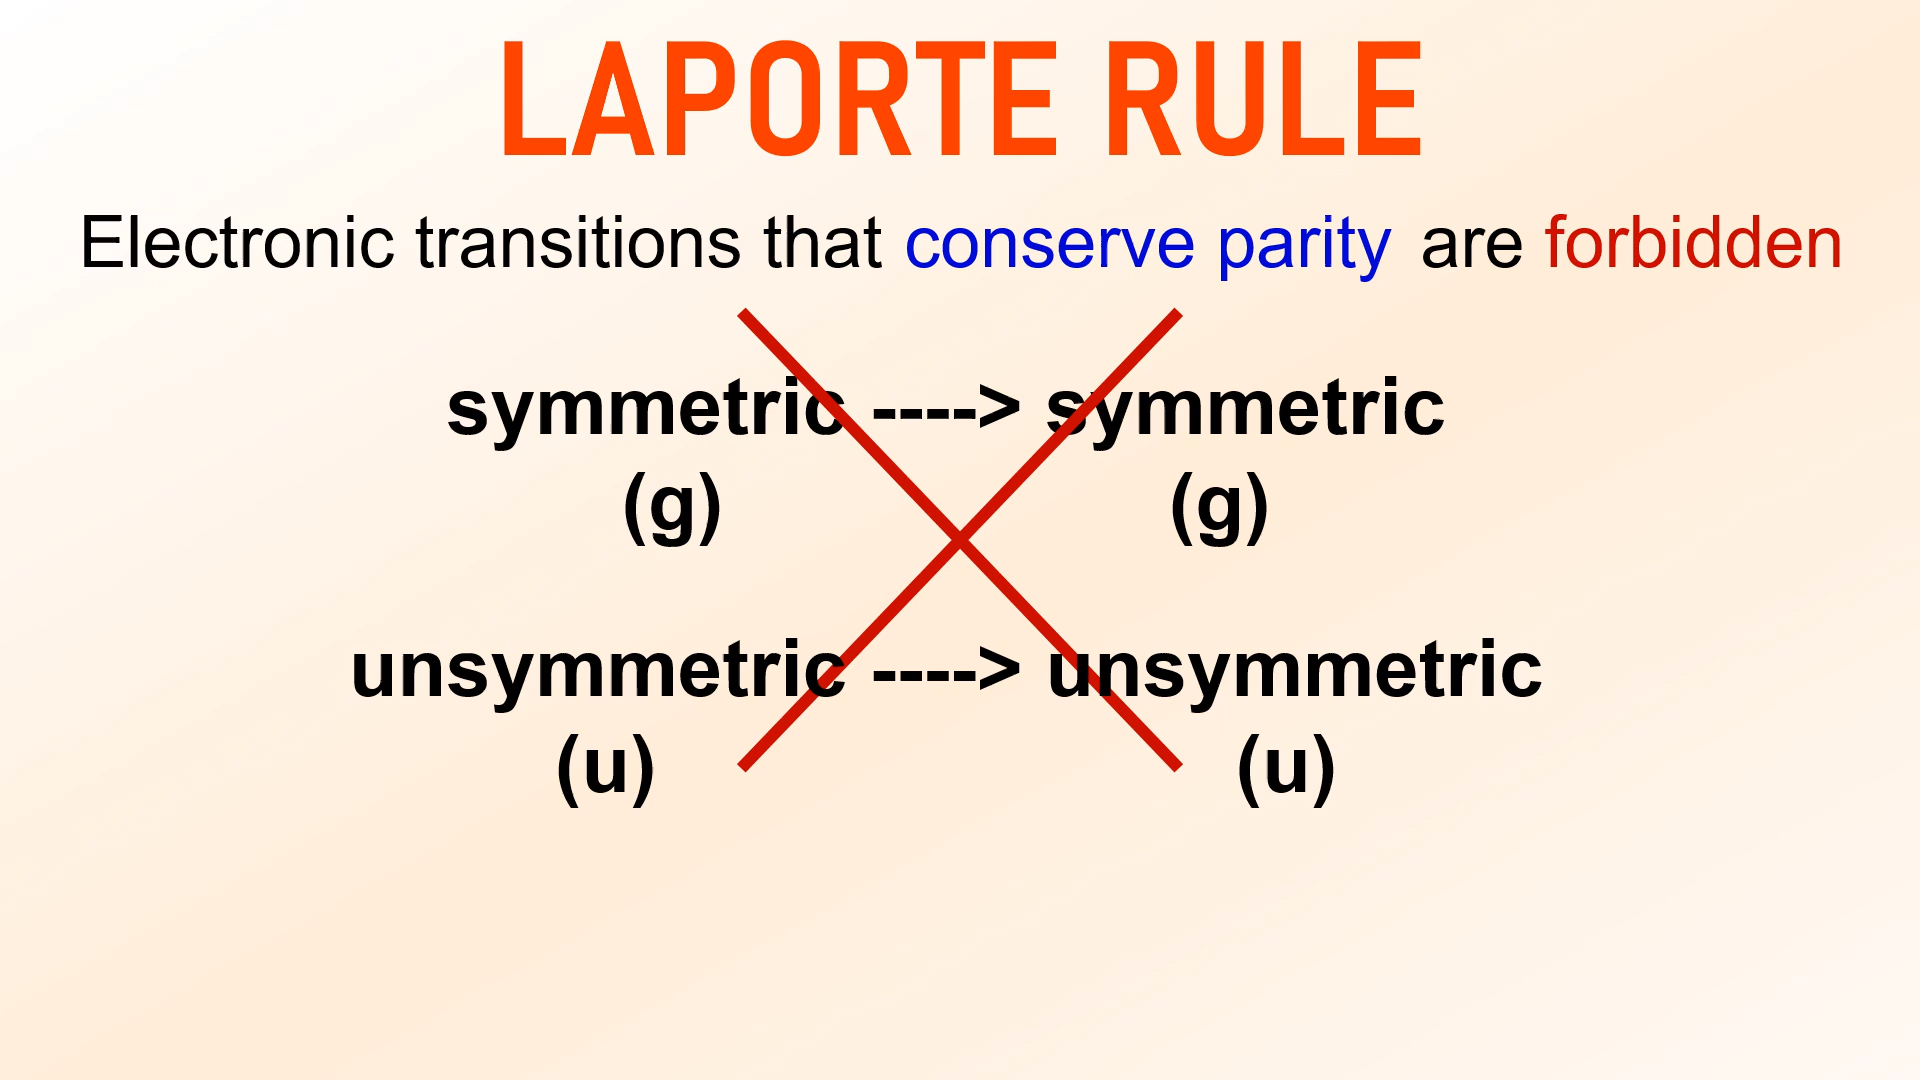 LAPORTE RULE
Electronic transitions that conserve parity are forbidden
symmetric ----> symmetric
(g) (g)
unsymmetric ----> unsymmetric
(u) (u)